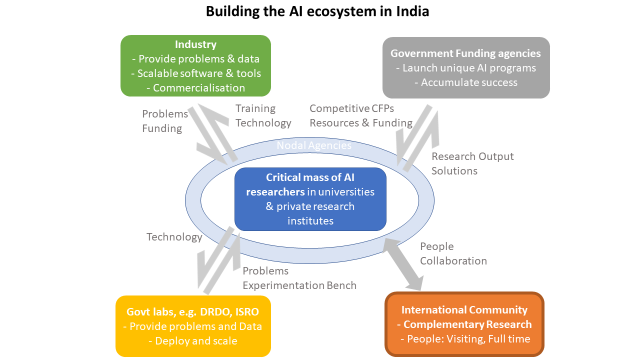 Building the AI ecosystem in India
Industry
- Provide problems & data
- Scalable software & tools
- Commercialisation
Government Funding agencies
- Launch unique AI programs
- Accumulate success
Problems
Funding
Training
Technology
Competitive CFPs
Resources & Funding
Research Output
Solutions
Nodal Agencies
Critical mass of AI
researchers in universities
& private research
institutes
Technology
Problems
Experimentation Bench
People
Collaboration
Govt labs, e.g. DRDO, ISRO
- Provide problems and Data
- Deploy and scale
International Community
- Complementary Research
- People: Visiting, Full time